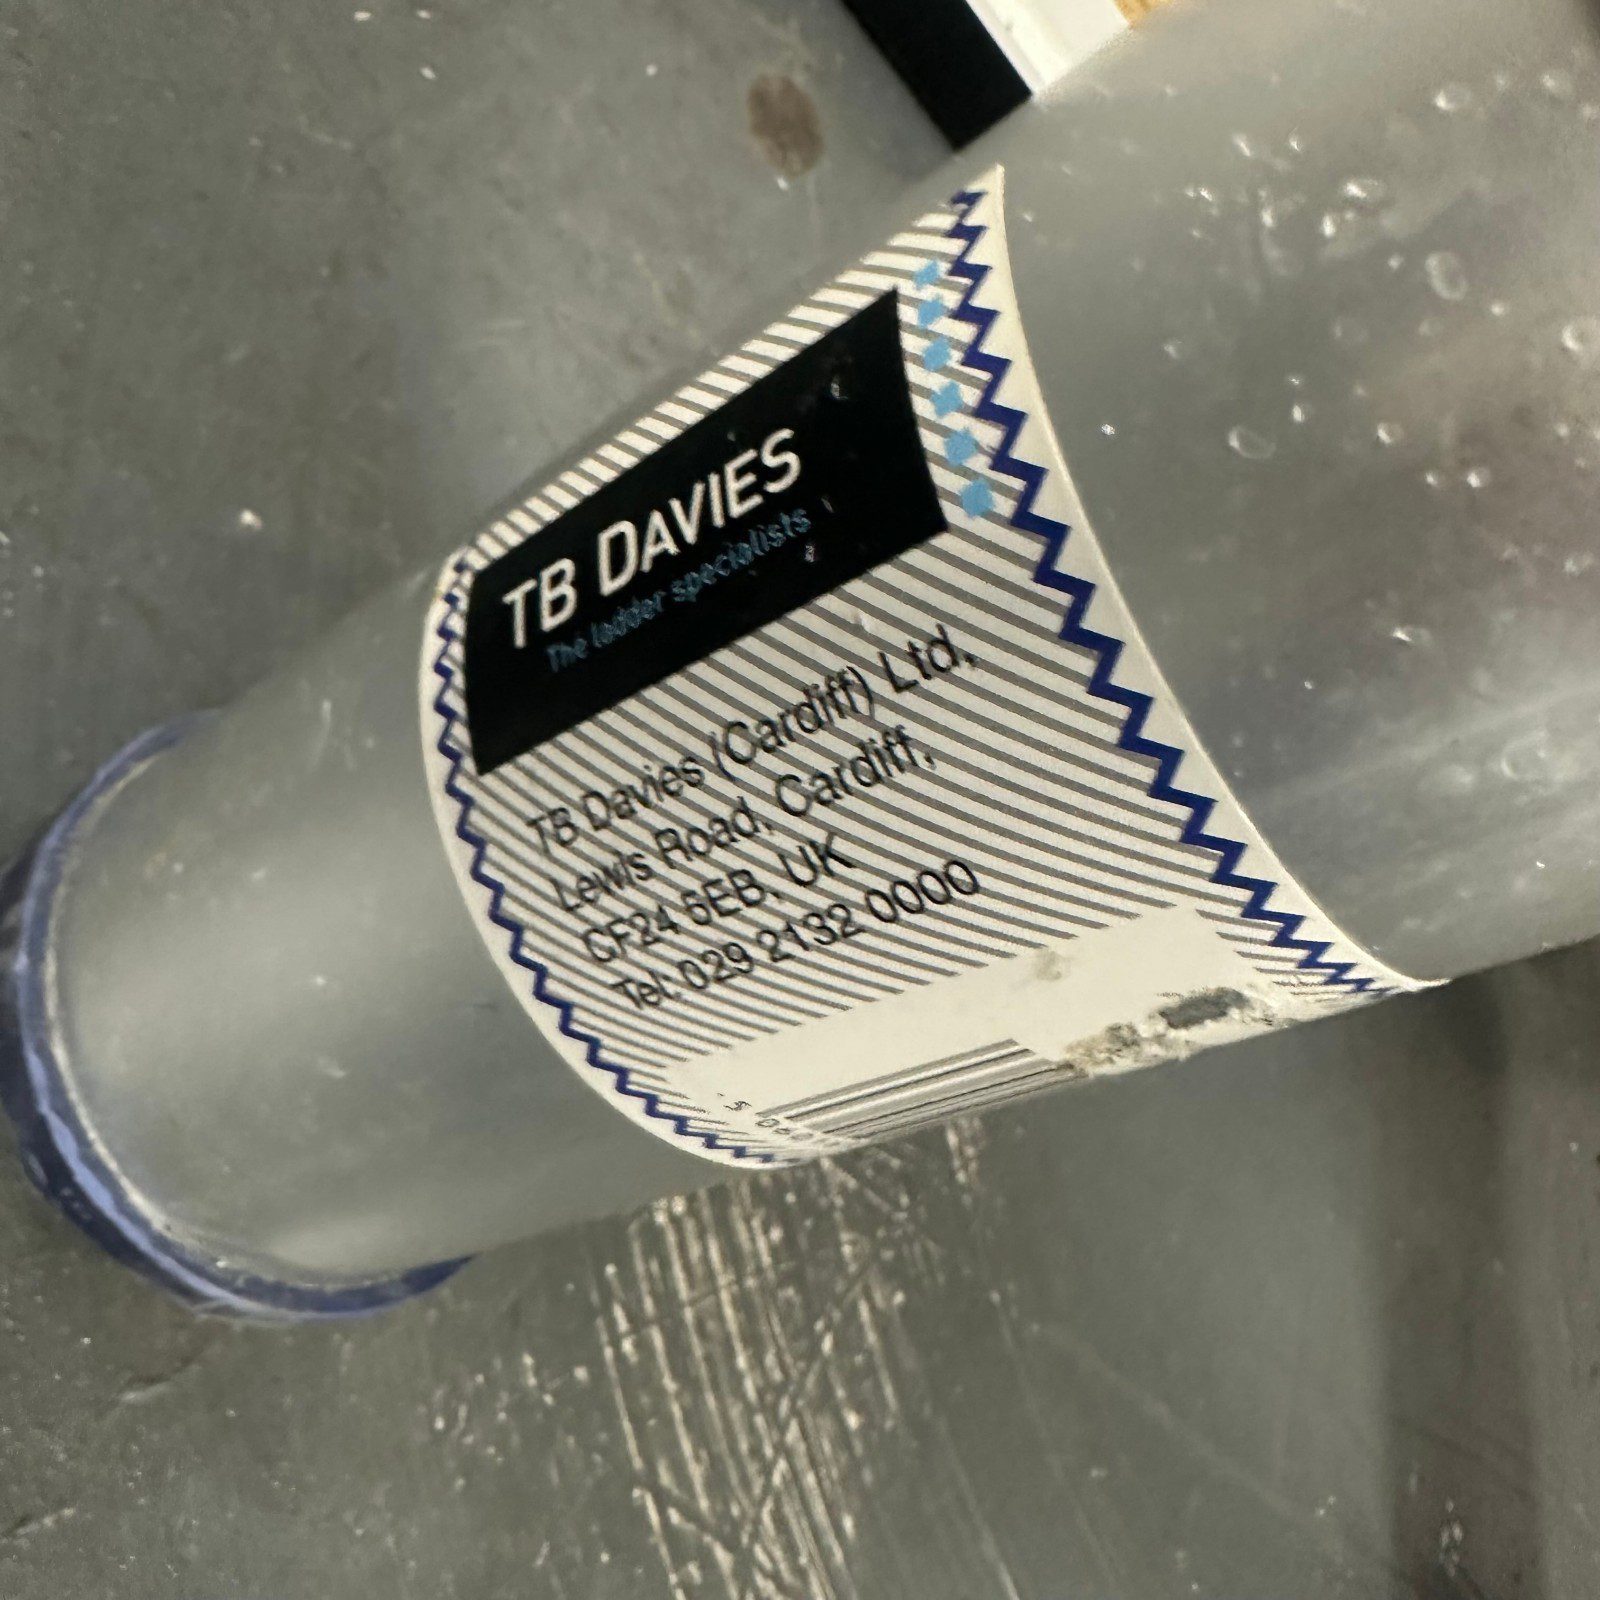 TB DAVIES
The ladder specialists
TB Davies (Cardiff) Ltd,
Lewis Road, Cardiff,
CF24 5EB, UK
Tel: 029 2132 0000